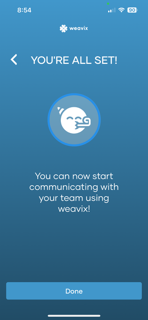 8:54
weavix
YOU'RE ALL SET!
You can now start
communicating with
your team using
weavix!
Done